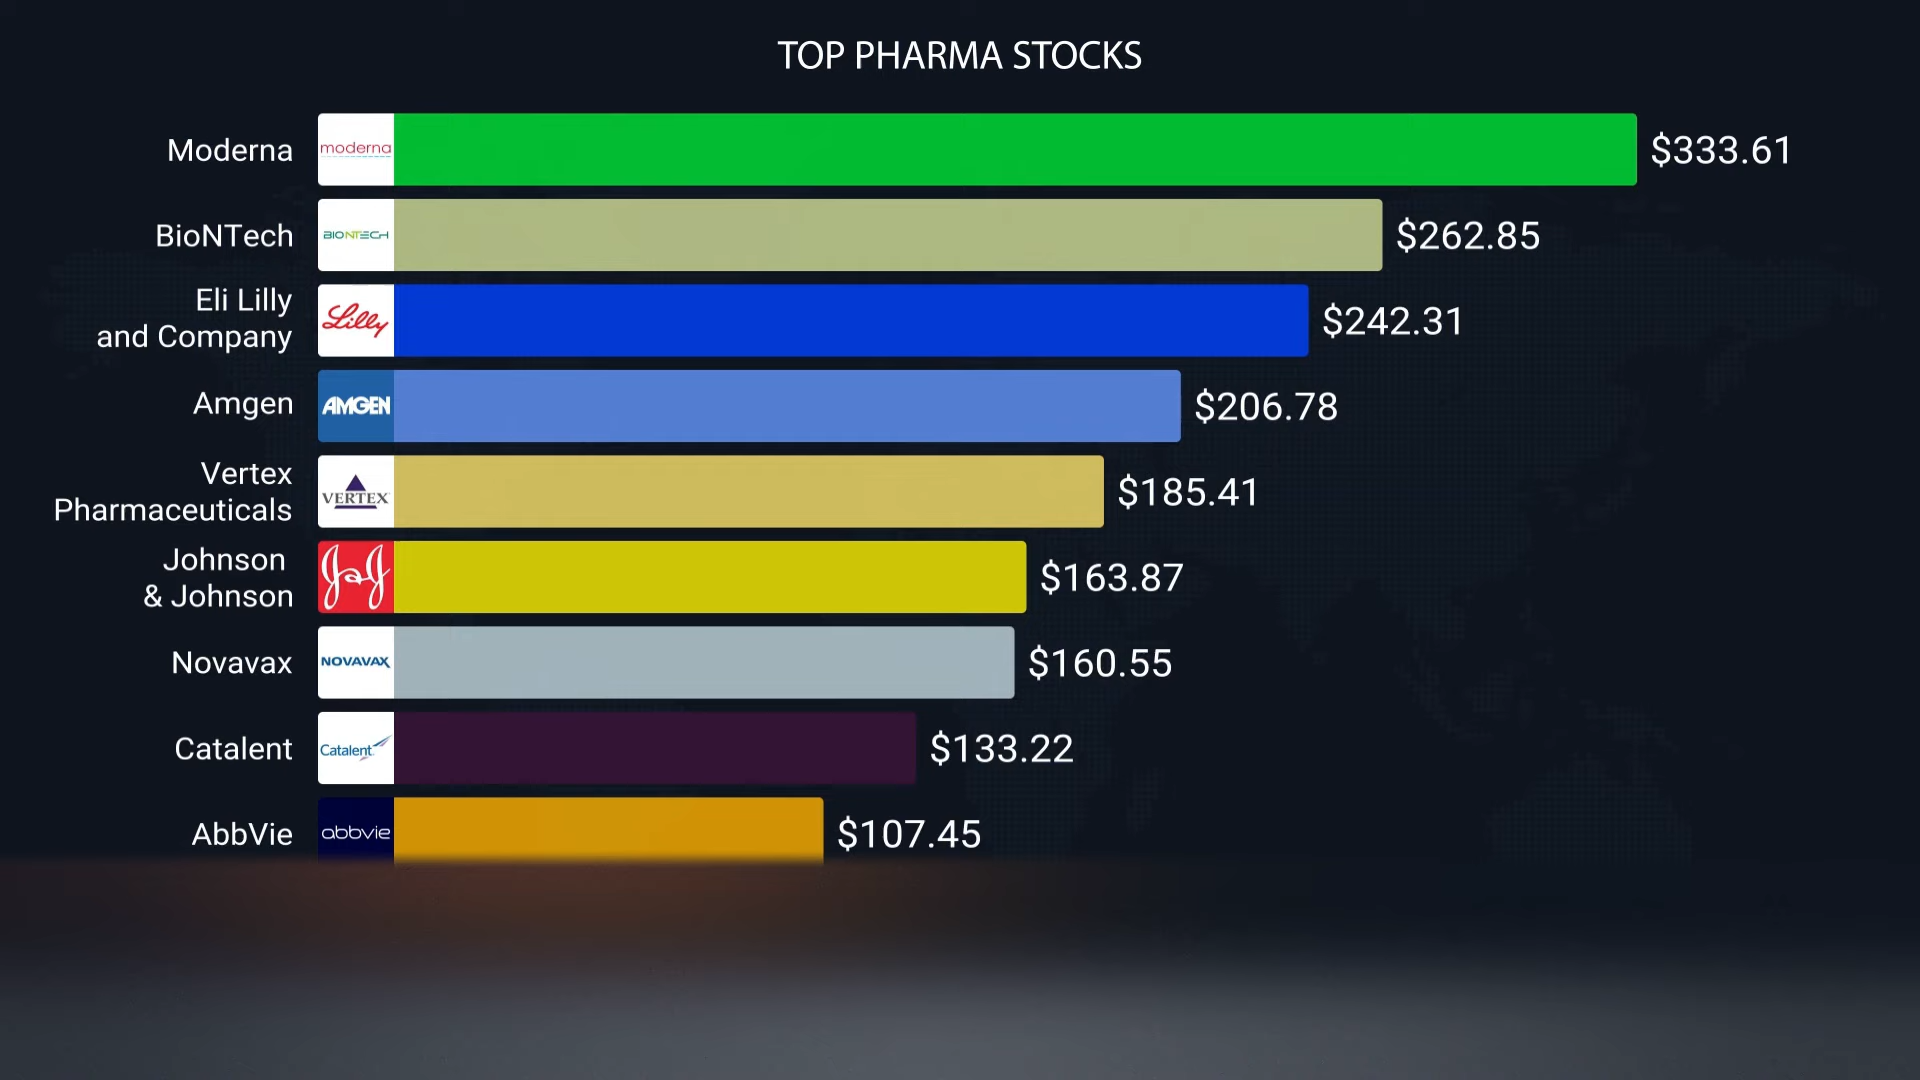 TOP PHARMA STOCKS
Moderna
moderna
$333.61
BioNTech
BIONTECH
$262.85
Eli Lilly
and Company
Lilly
$242.31
Amgen
AMGEN
$206.78
Vertex
Pharmaceuticals
VERTEX
$185.41
Johnson
& Johnson
J&J
$163.87
Novavax
NOVAVAX
$160.55
Catalent
Catalent
$133.22
AbbVie
abbvie
$107.45